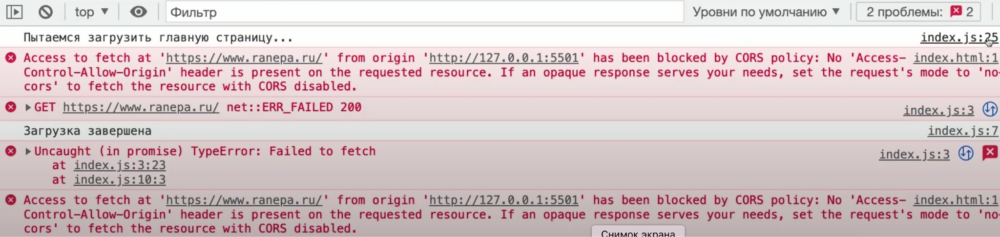 top ▼ Фильтр Уровни по умолчанию ▼ 2 проблемы: 2
Пытаемся загрузить главную страницу... index.js:25
Access to fetch at 'https://www.ranepa.ru/' from origin 'http://127.0.0.1:5501' has been blocked by CORS policy: No 'Access- index.html:1
Control-Allow-Origin' header is present on the requested resource. If an opaque response serves your needs, set the request's mode to 'no-
cors' to fetch the resource with CORS disabled.
GET https://www.ranepa.ru/ net::ERR_FAILED 200 index.js:3
Загрузка завершена index.js:7
Uncaught (in promise) TypeError: Failed to fetch index.js:3
at index.js:3:23
at index.js:10:3
Access to fetch at 'https://www.ranepa.ru/' from origin 'http://127.0.0.1:5501' has been blocked by CORS policy: No 'Access- index.html:1
Control-Allow-Origin' header is present on the requested resource. If an opaque response serves your needs, set the request's mode to 'no-
cors' to fetch the resource with CORS disabled.
Снимок экрана